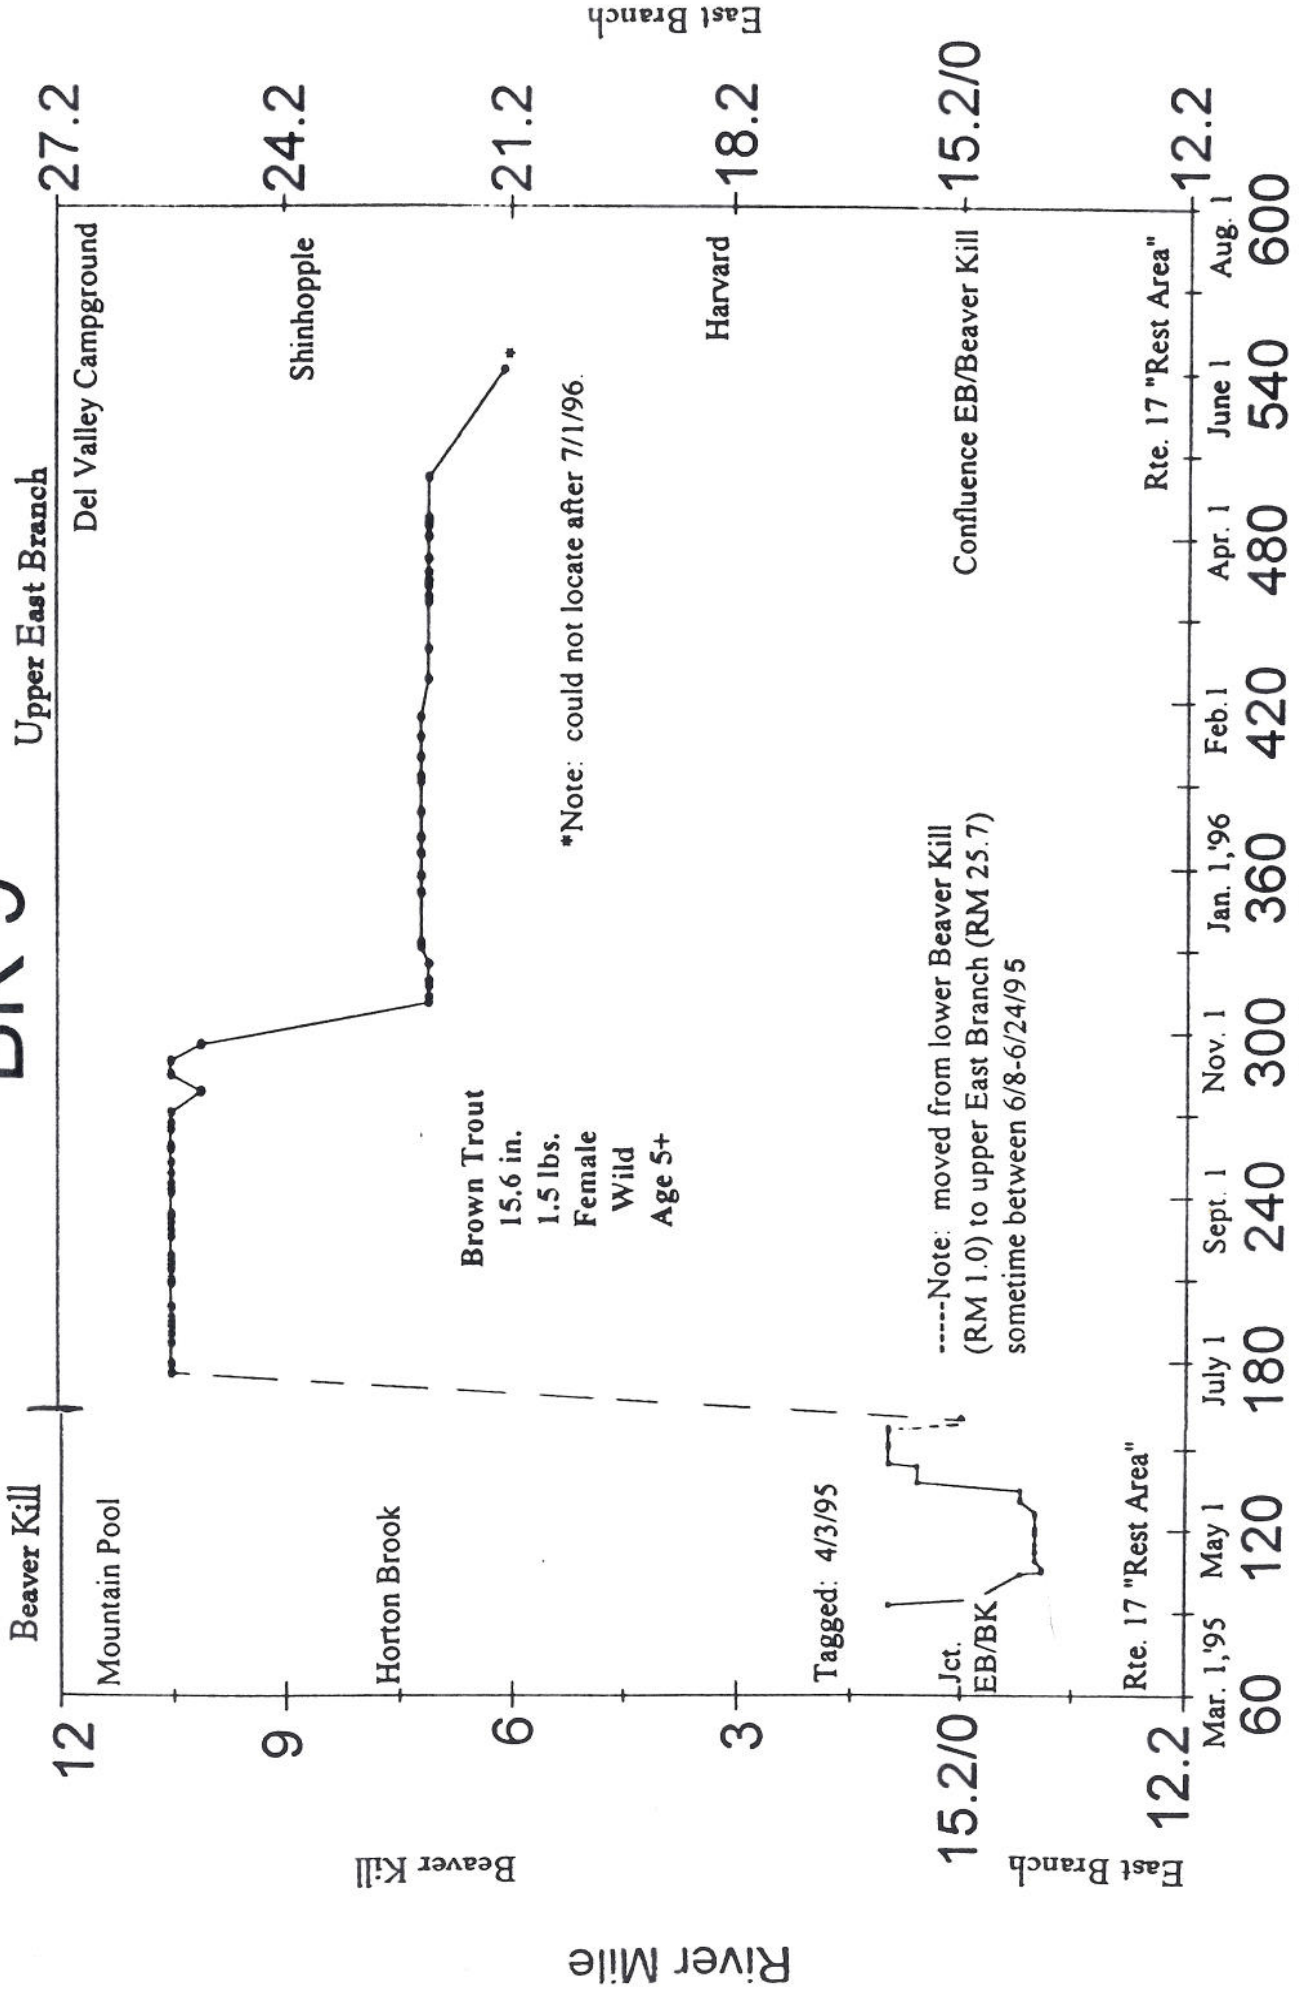 Beaver Kill
Upper East Branch
12
27.2
Mountain Pool
Del Valley Campground
9
24.2
Shinhopple
Horton Brook
6
21.2
*
*Note: could not locate after 7/1/96.
Brown Trout
15.6 in.
1.5 lbs.
Female
Wild
Age 5+
3
18.2
Harvard
Tagged: 4/3/95
15.2/0
15.2/0
Jct.
EB/BK
Confluence EB/Beaver Kill
-----Note: moved from lower Beaver Kill
(RM 1.0) to upper East Branch (RM 25.7)
sometime between 6/8-6/24/95
Rte. 17 "Rest Area"
Rte. 17 "Rest Area"
12.2
12.2
Mar. 1,'95 May 1 July 1 Sept. 1 Nov. 1 Jan. 1,'96 Feb.1 Apr. 1 June 1 Aug. 1
60 120 180 240 300 360 420 480 540 600
River Mile
Beaver Kill
East Branch
East Branch